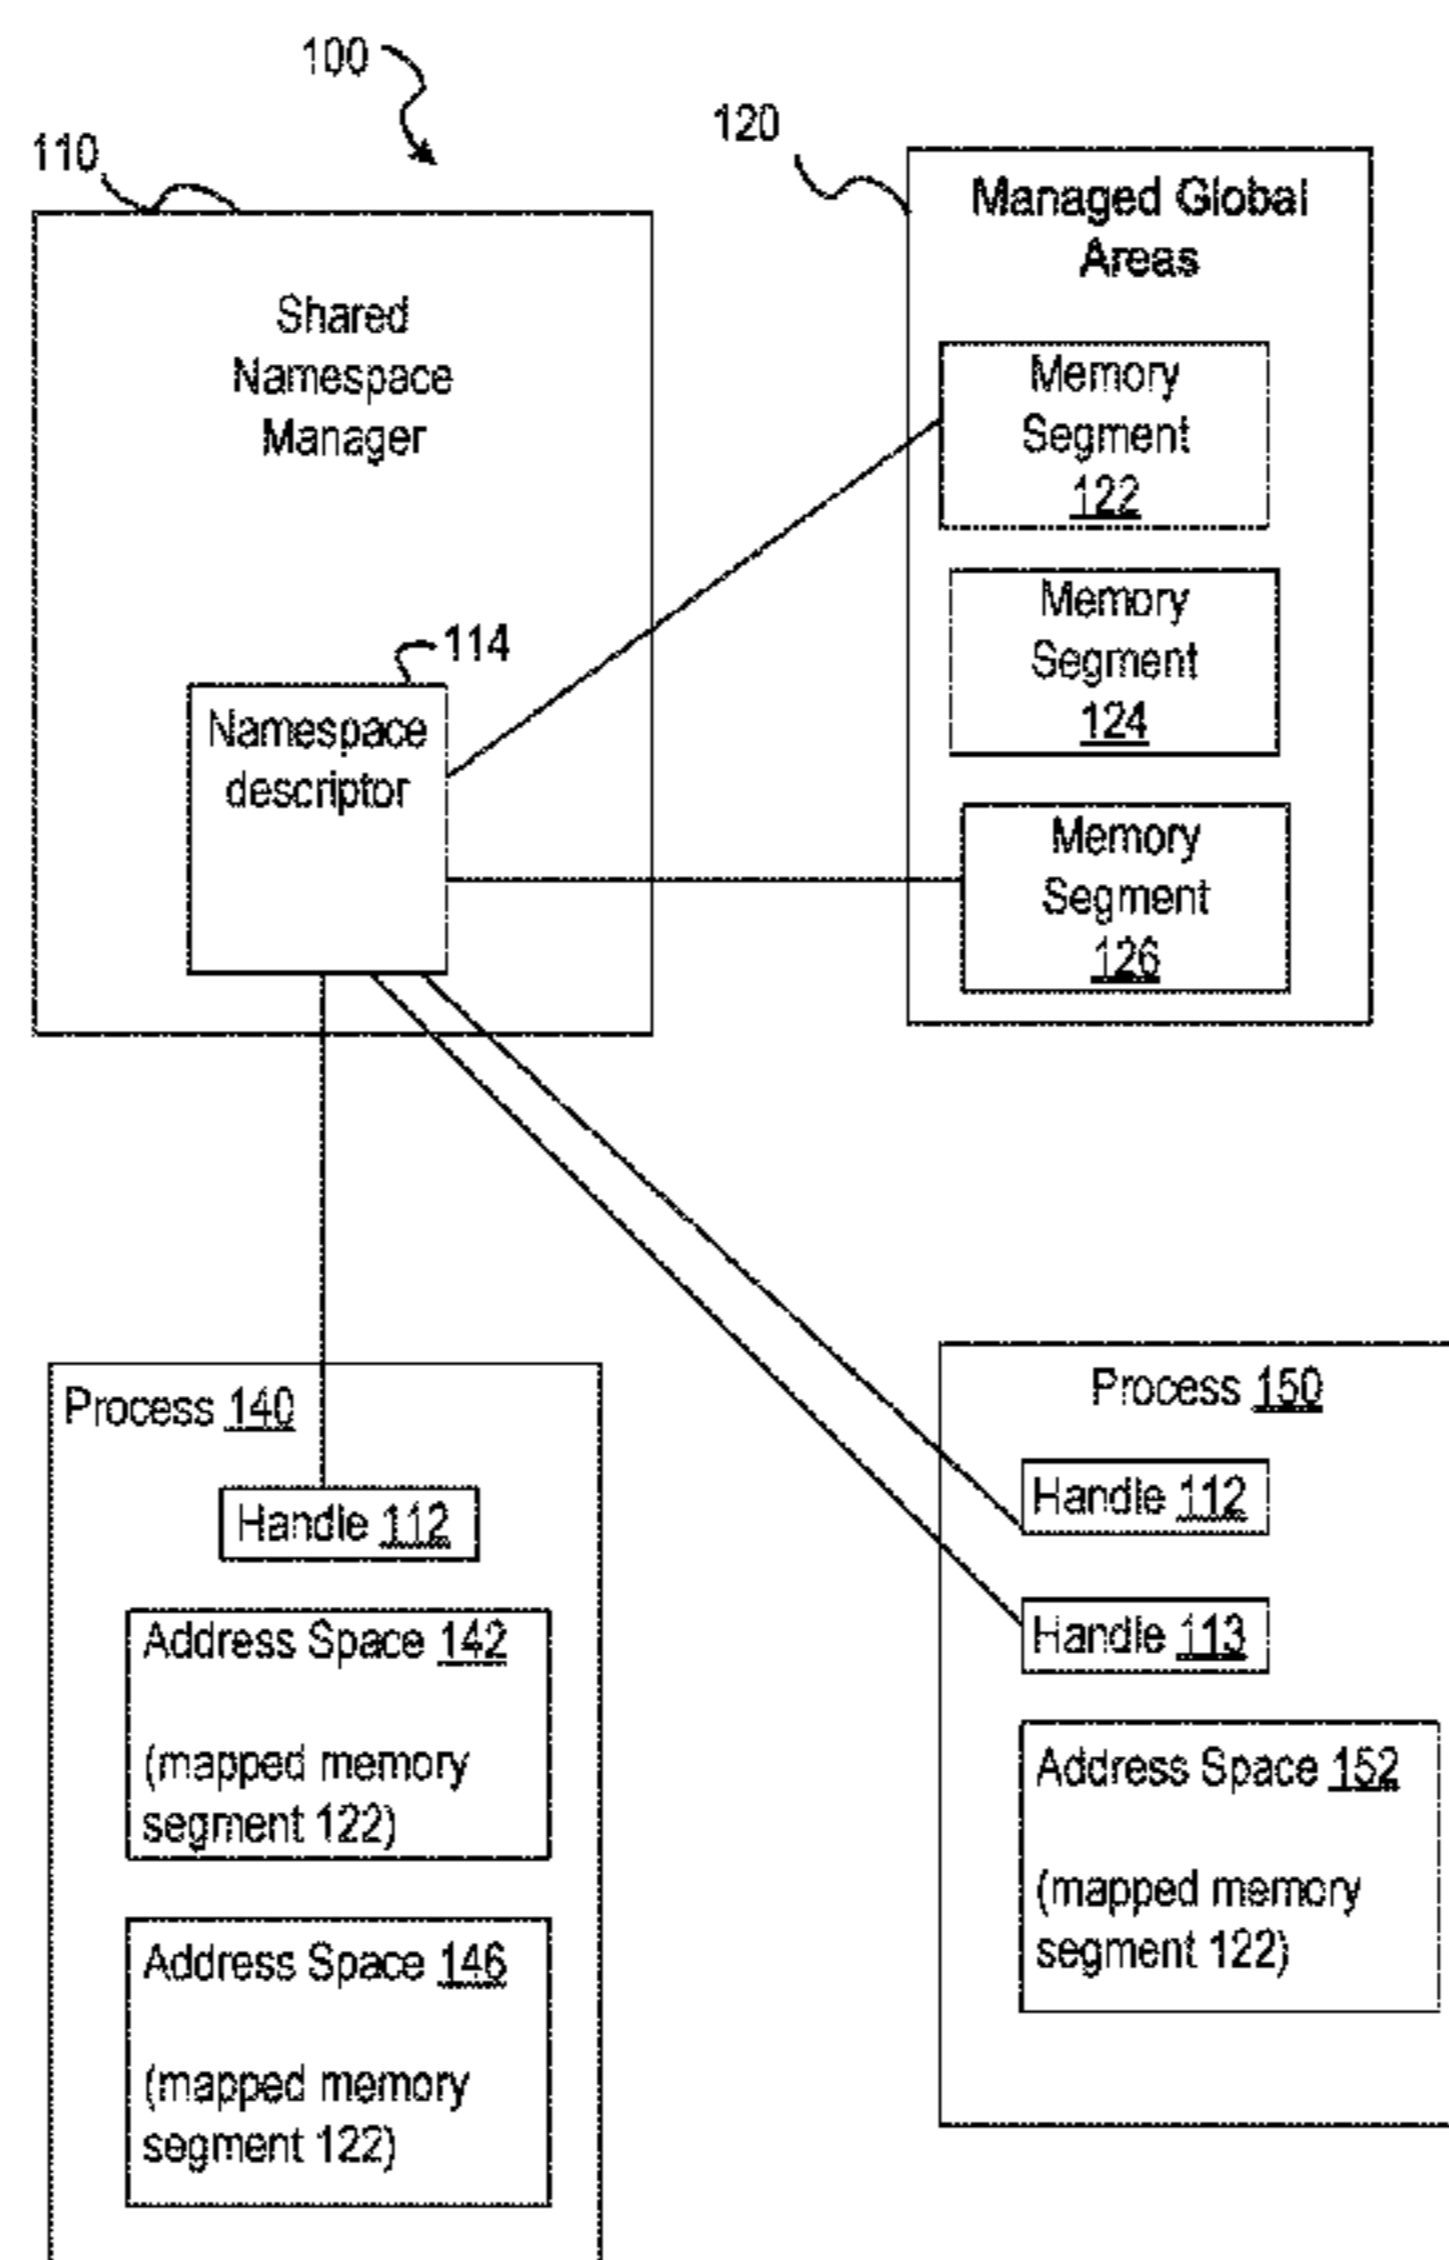 100
110
120
Shared
Namespace
Manager
114
Namespace
descriptor
Managed Global
Areas
Memory
Segment
122
Memory
Segment
124
Memory
Segment
126
Process 140
Handle 112
Address Space 142
(mapped memory
segment 122)
Address Space 146
(mapped memory
segment 122)
Process 150
Handle 112
Handle 113
Address Space 152
(mapped memory
segment 122)